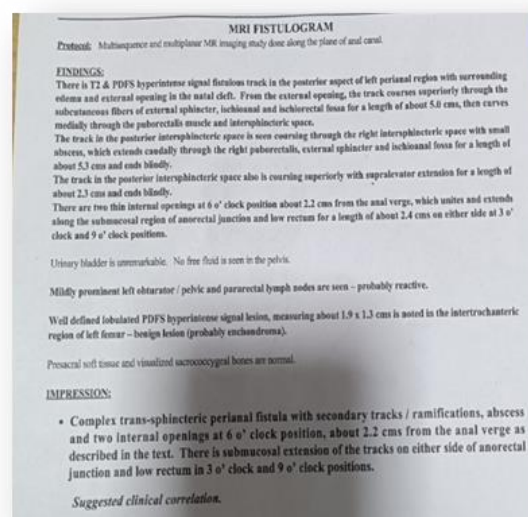 MRI FISTULOGRAM
Protocol: Multisequence and multiplanar MR imaging study done along the plane of anal canal.
FINDINGS:
There is T2 & PDFS hyperintense signal fistulous track in the posterior aspect of left perianal region with surrounding
edema and external opening in the natal cleft. From the external opening, the track courses superiorly through the
subcutaneous fibers of external sphincter, ischioanal and ischiorectal fossa for a length of about 5.0 cms, then curves
medially through the puborectalis muscle and intersphincteric space.
The track in the posterior intersphincteric space is seen coursing through the right intersphincteric space with small
abscess, which extends caudally through the right puborectalis, external sphincter and ischioanal fossa for a length of
about 5.3 cms and ends blindly.
The track in the posterior intersphincteric space also is coursing superiorly with supralevator extension for a length of
about 2.3 cms and ends blindly.
There are two thin internal openings at 6 o' clock position about 2.2 cms from the anal verge, which unites and extends
along the submucosal region of anorectal junction and low rectum for a length of about 2.4 cms on either side at 3 o'
clock and 9 o' clock positions.
Urinary bladder is unremarkable. No free fluid is seen in the pelvis.
Mildly prominent left obturator / pelvic and pararectal lymph nodes are seen – probably reactive.
Well defined lobulated PDFS hyperintense signal lesion, measuring about 1.9 x 1.3 cms is noted in the intertrochanteric
region of left femur – benign lesion (probably enchondroma).
Presacral soft tissue and visualized sacrococcygeal bones are normal.
IMPRESSION:
• Complex trans-sphincteric perianal fistula with secondary tracks / ramifications, abscess
and two internal openings at 6 o' clock position, about 2.2 cms from the anal verge as
described in the text. There is submucosal extension of the tracks on either side of anorectal
junction and low rectum in 3 o' clock and 9 o' clock positions.
Suggested clinical correlation.